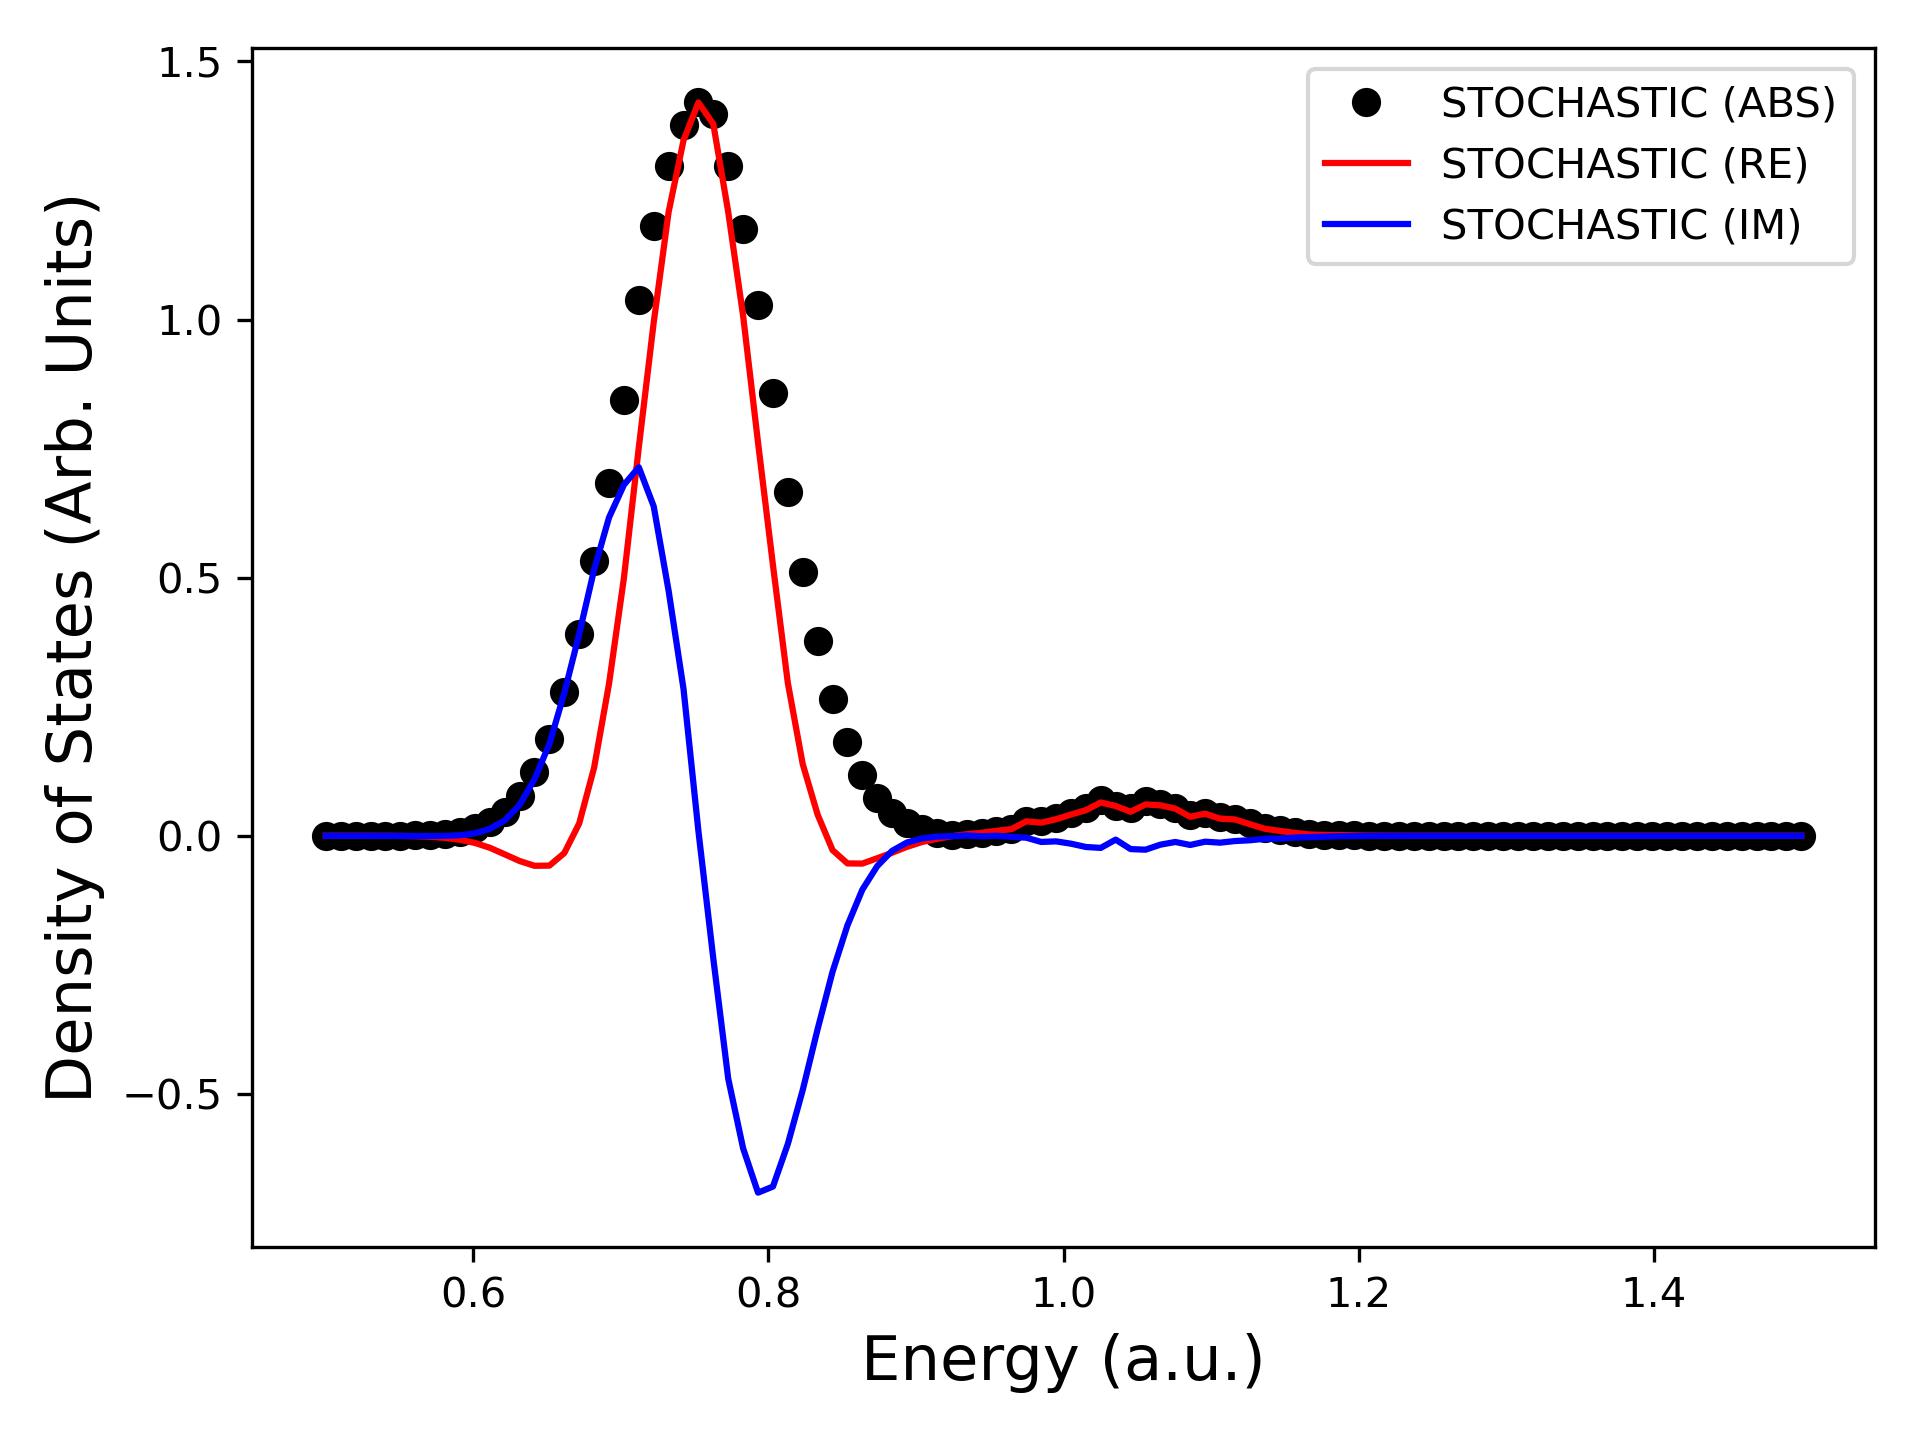 1.5
1.0
0.5
0.0
−0.5
Density of States (Arb. Units)
STOCHASTIC (ABS)
STOCHASTIC (RE)
STOCHASTIC (IM)
0.6 0.8 1.0 1.2 1.4
Energy (a.u.)